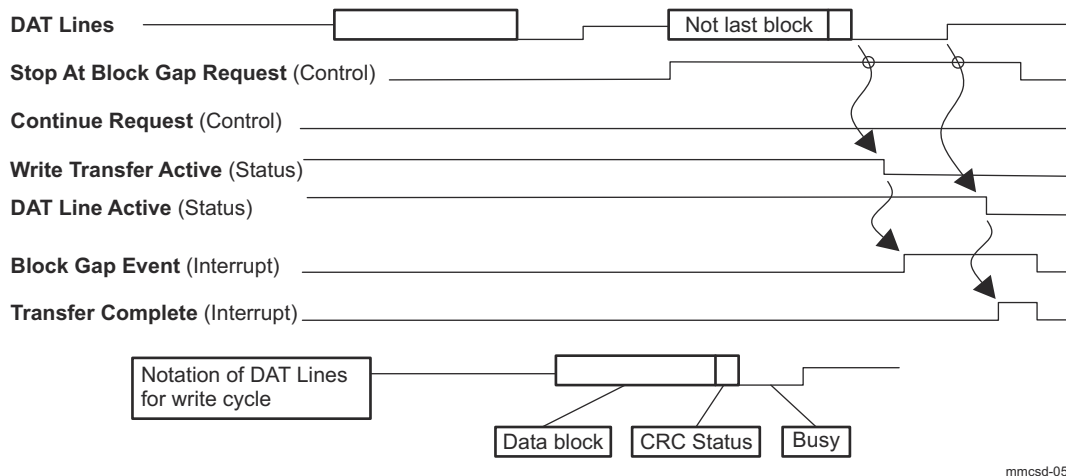 DAT Lines
Not last block
Stop At Block Gap Request (Control)
Continue Request (Control)
Write Transfer Active (Status)
DAT Line Active (Status)
Block Gap Event (Interrupt)
Transfer Complete (Interrupt)
Notation of DAT Lines
for write cycle
Data block
CRC Status
Busy
mmcsd-05